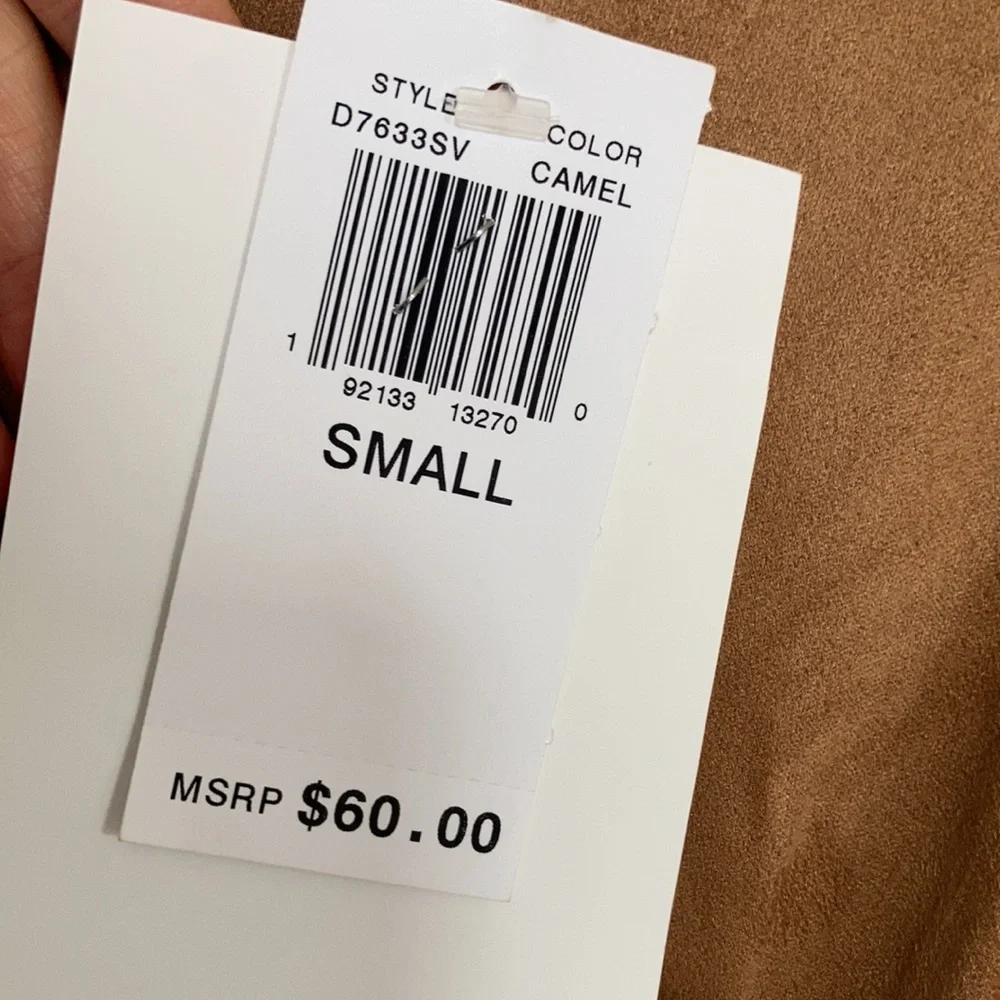 STYLE COLOR
D7633SV CAMEL
1 92133 13270 0
SMALL
MSRP $60.00